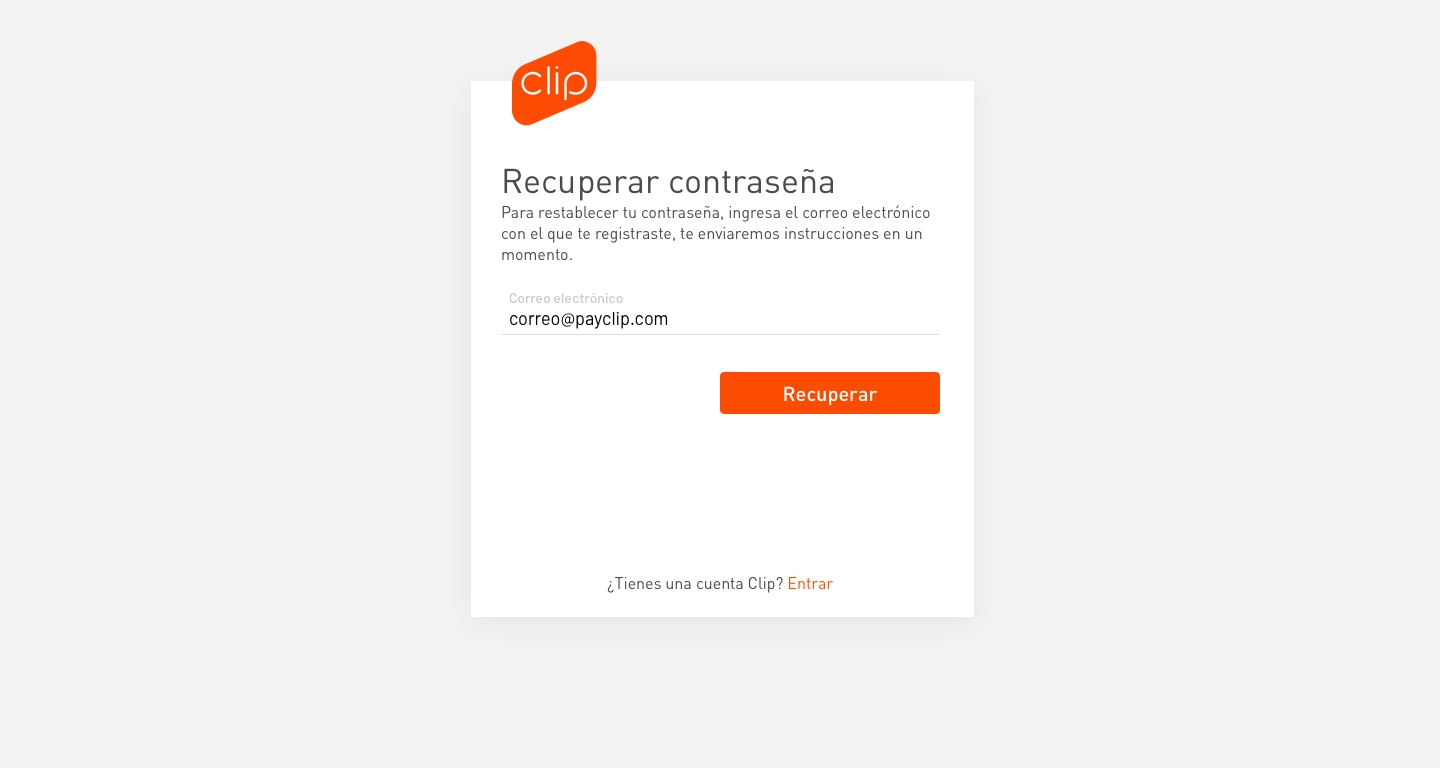 clip
Recuperar contraseña
Para restablecer tu contraseña, ingresa el correo electrónico
con el que te registraste, te enviaremos instrucciones en un
momento.
Correo electrónico
correo@payclip.com
Recuperar
¿Tienes una cuenta Clip? Entrar